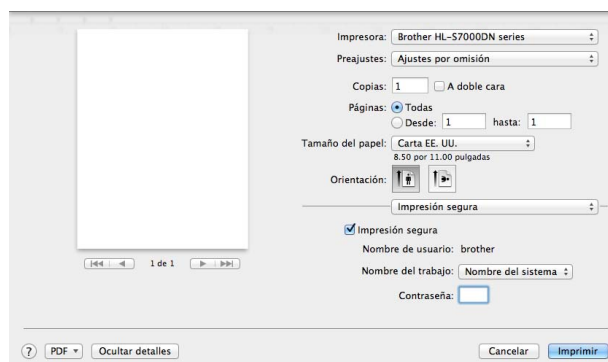 Impresora: Brother HL-S7000DN series
Preajustes: Ajustes por omisión
Copias: 1 A doble cara
Páginas: Todas
Desde: 1 hasta: 1
Tamaño del papel: Carta EE. UU.
8.50 por 11.00 pulgadas
Orientación:
Impresión segura
Impresión segura
Nombre de usuario: brother
1 de 1
Nombre del trabajo: Nombre del sistema
Contraseña:
? PDF Ocultar detalles Cancelar Imprimir